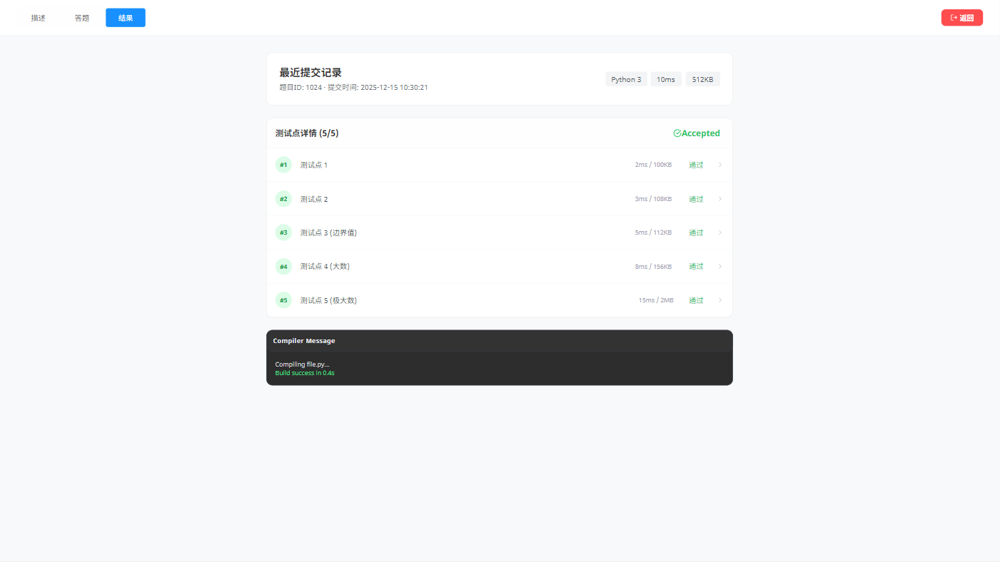 描述 答题 结果 返回
最近提交记录
题目ID: 1024 · 提交时间: 2025-12-15 10:30:21
Python 3 10ms 512KB
测试点详情 (5/5) Accepted
#1 测试点 1 2ms / 100KB 通过
#2 测试点 2 3ms / 108KB 通过
#3 测试点 3 (边界值) 5ms / 112KB 通过
#4 测试点 4 (大数) 8ms / 156KB 通过
#5 测试点 5 (极大数) 15ms / 2MB 通过
Compiler Message
Compiling file.py...
Build success in 0.4s